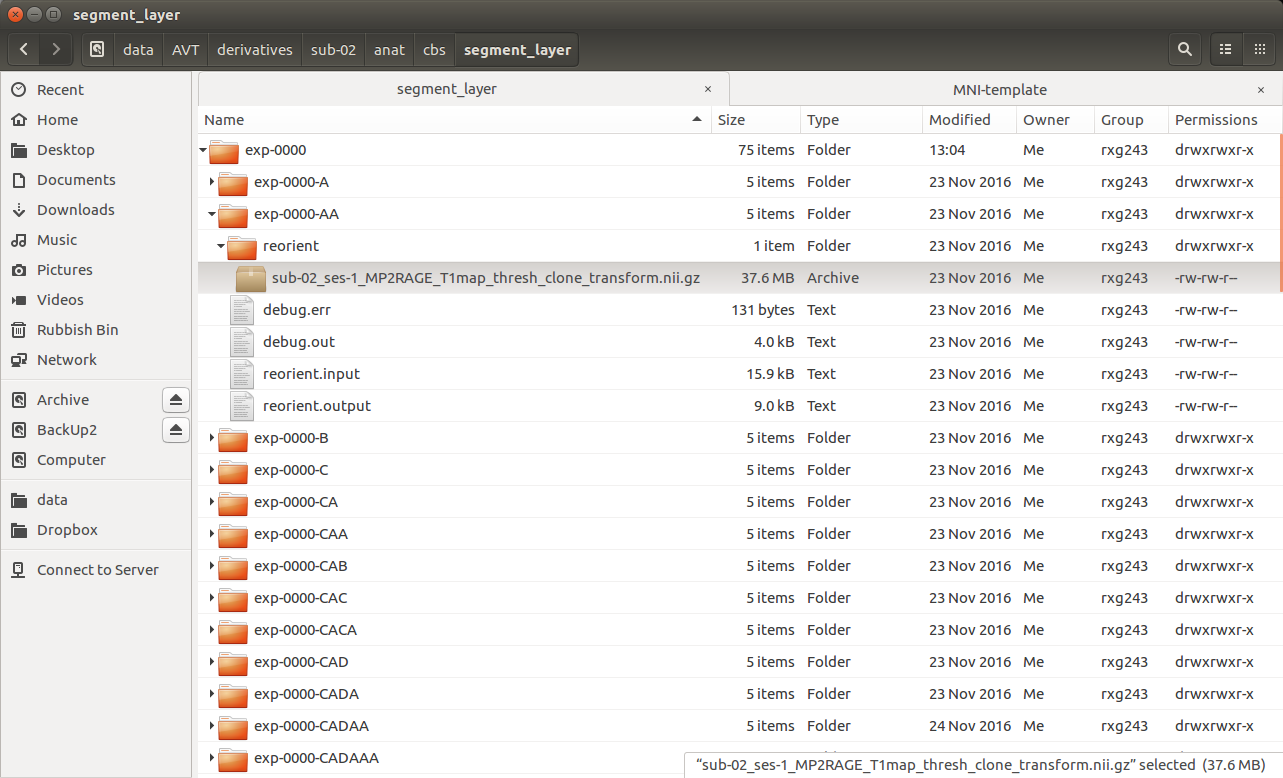 segment_layer
data AVT derivatives sub-02 anat cbs segment_layer
Recent
Home
Desktop
Documents
Downloads
Music
Pictures
Videos
Rubbish Bin
Network
Archive
BackUp2
Computer
data
Dropbox
Connect to Server
segment_layer × MNI-template ×
Name Size Type Modified Owner Group Permissions
exp-0000 75 items Folder 13:04 Me rxg243 drwxrwxr-x
exp-0000-A 5 items Folder 23 Nov 2016 Me rxg243 drwxrwxr-x
exp-0000-AA 5 items Folder 23 Nov 2016 Me rxg243 drwxrwxr-x
reorient 1 item Folder 23 Nov 2016 Me rxg243 drwxrwxr-x
sub-02_ses-1_MP2RAGE_T1map_thresh_clone_transform.nii.gz 37.6 MB Archive 23 Nov 2016 Me rxg243 -rw-rw-r--
debug.err 131 bytes Text 23 Nov 2016 Me rxg243 -rw-rw-r--
debug.out 4.0 kB Text 23 Nov 2016 Me rxg243 -rw-rw-r--
reorient.input 15.9 kB Text 23 Nov 2016 Me rxg243 -rw-rw-r--
reorient.output 9.0 kB Text 23 Nov 2016 Me rxg243 -rw-rw-r--
exp-0000-B 5 items Folder 23 Nov 2016 Me rxg243 drwxrwxr-x
exp-0000-C 5 items Folder 23 Nov 2016 Me rxg243 drwxrwxr-x
exp-0000-CA 5 items Folder 23 Nov 2016 Me rxg243 drwxrwxr-x
exp-0000-CAA 5 items Folder 23 Nov 2016 Me rxg243 drwxrwxr-x
exp-0000-CAB 5 items Folder 23 Nov 2016 Me rxg243 drwxrwxr-x
exp-0000-CAC 5 items Folder 23 Nov 2016 Me rxg243 drwxrwxr-x
exp-0000-CACA 5 items Folder 23 Nov 2016 Me rxg243 drwxrwxr-x
exp-0000-CAD 5 items Folder 23 Nov 2016 Me rxg243 drwxrwxr-x
exp-0000-CADA 5 items Folder 23 Nov 2016 Me rxg243 drwxrwxr-x
exp-0000-CADAA 5 items Folder 24 Nov 2016 Me rxg243 drwxrwxr-x
exp-0000-CADAAA
“sub-02_ses-1_MP2RAGE_T1map_thresh_clone_transform.nii.gz” selected (37.6 MB)